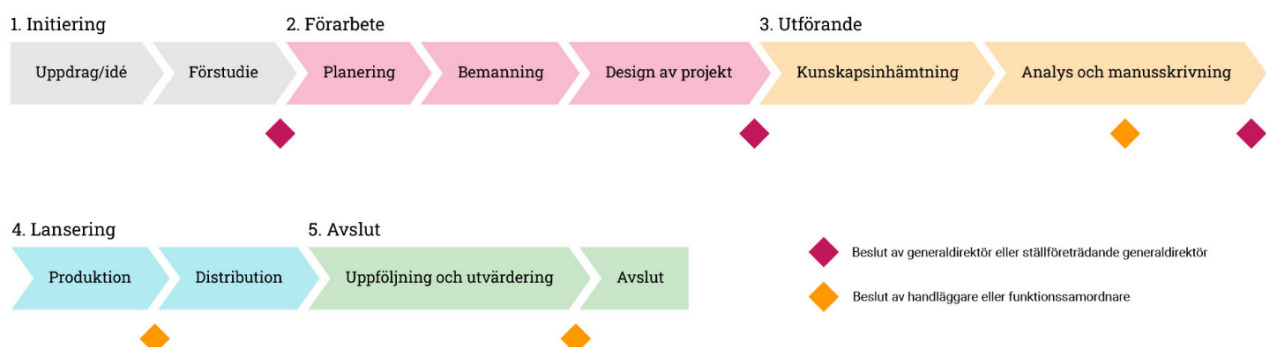 1. Initiering
2. Förarbete
3. Utförande
Uppdrag/idé
Förstudie
Planering
Bemanning
Design av projekt
Kunskapsinhämtning
Analys och manusskrivning
4. Lansering
5. Avslut
Produktion
Distribution
Uppföljning och utvärdering
Avslut
Beslut av generaldirektör eller ställföreträdande generaldirektör
Beslut av handläggare eller funktionssamordnare